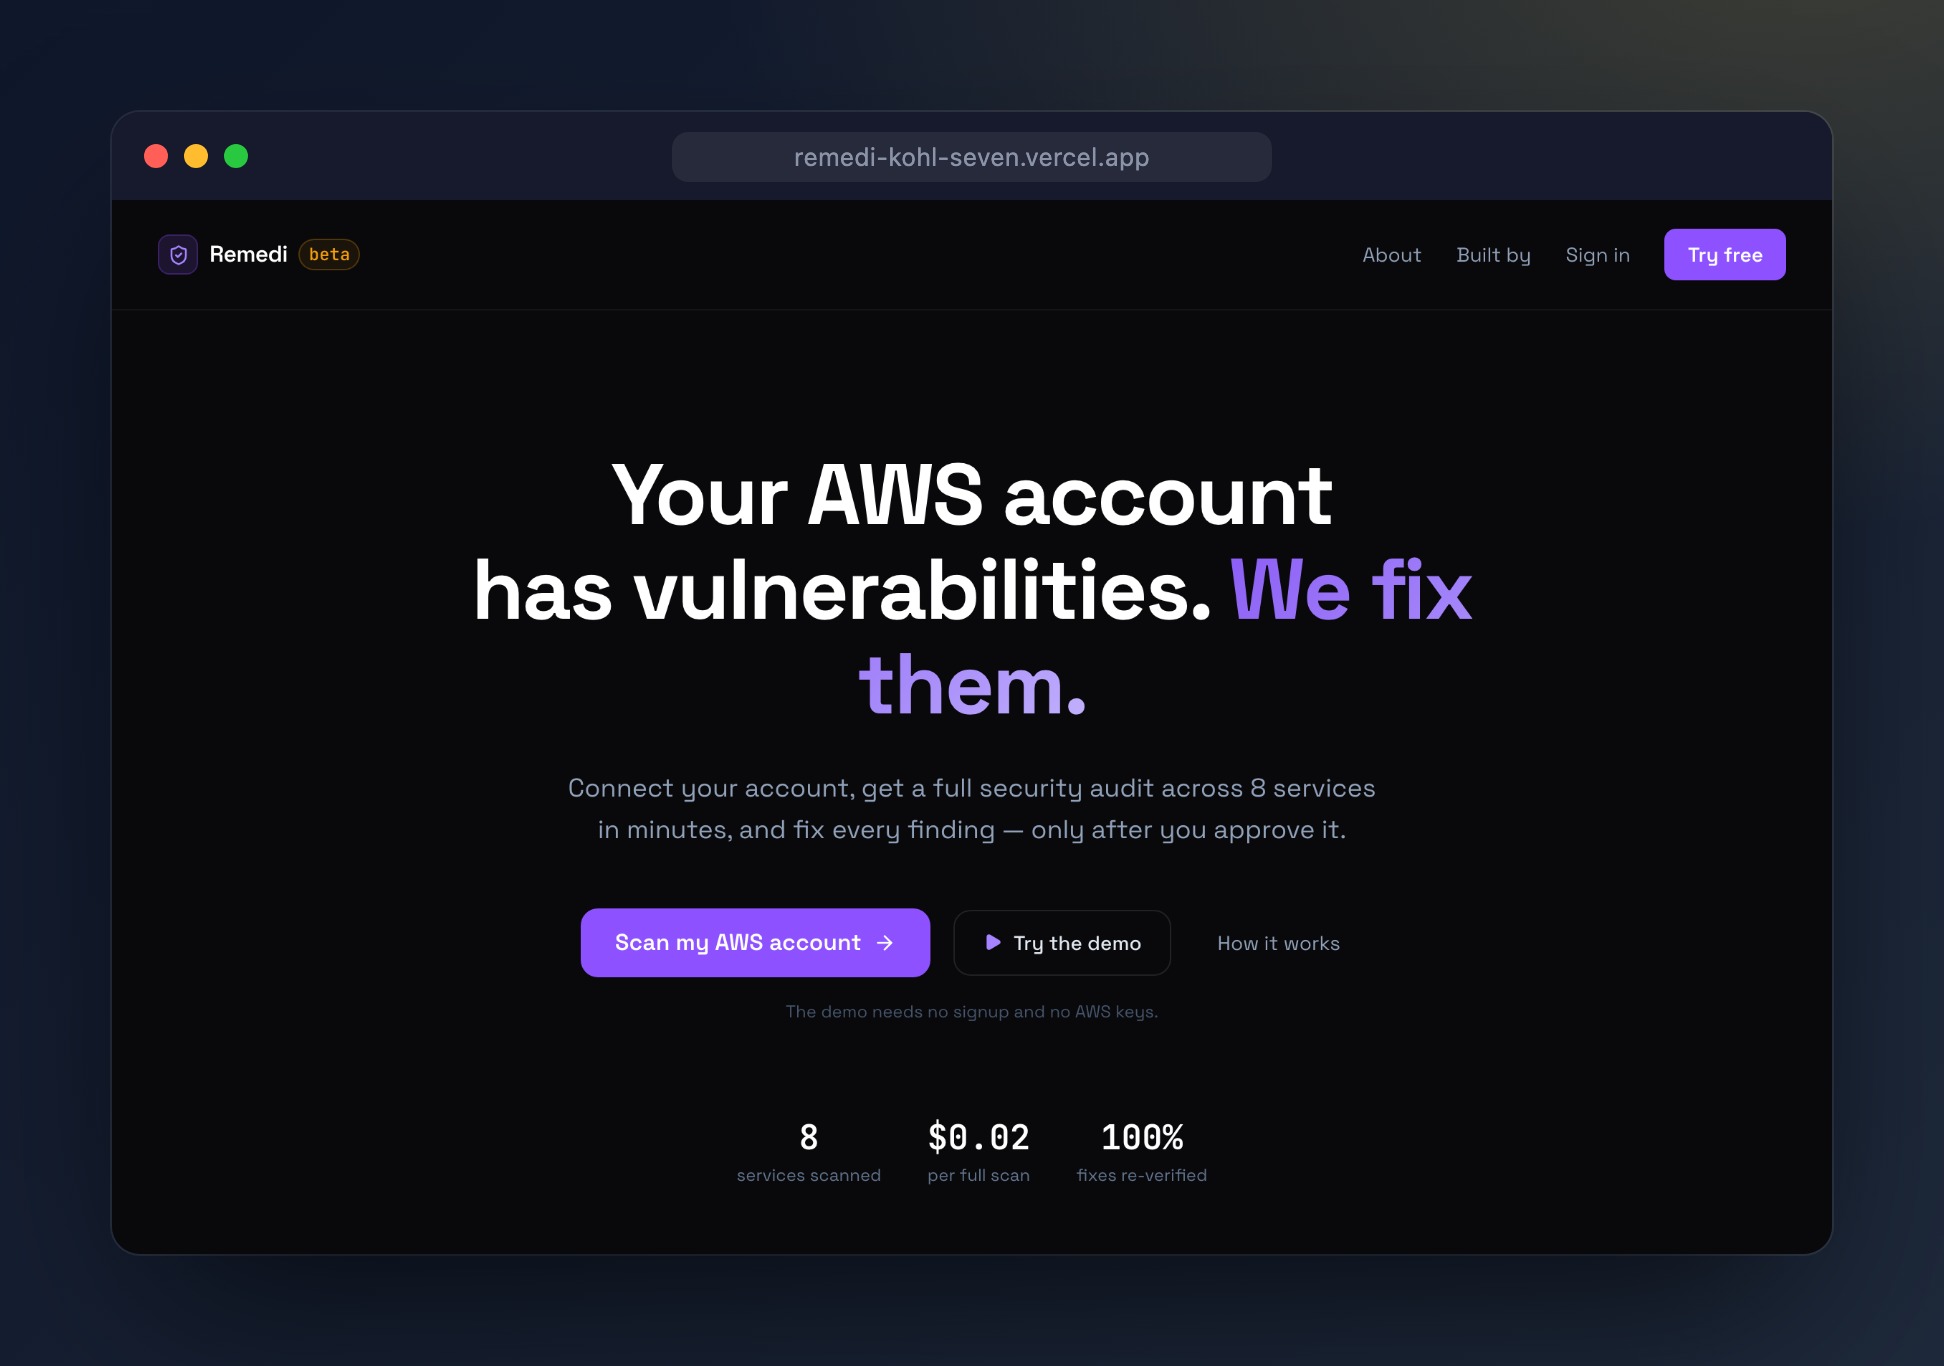 remedi-kohl-seven.vercel.app
Remedi beta
About Built by Sign in Try free
Your AWS account
has vulnerabilities. We fix
them.
Connect your account, get a full security audit across 8 services
in minutes, and fix every finding — only after you approve it.
Scan my AWS account → Try the demo How it works
The demo needs no signup and no AWS keys.
8 $0.02 100%
services scanned per full scan fixes re-verified